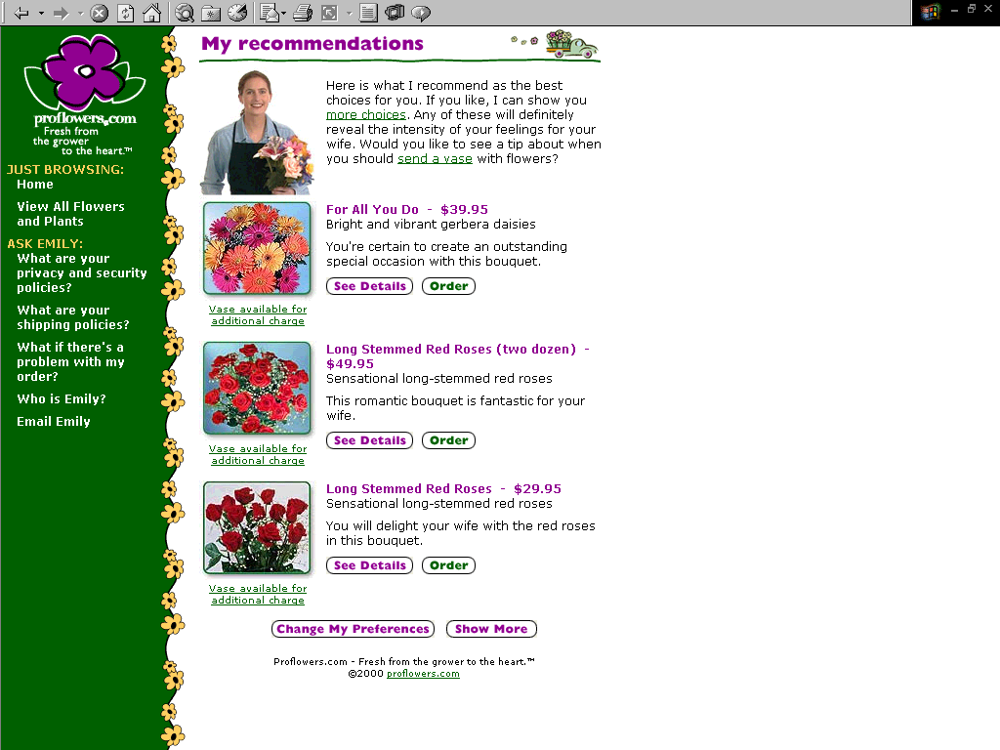 My recommendations
proflowers.com
Fresh from
the grower
to the heart.™
JUST BROWSING:
Home
View All Flowers
and Plants
ASK EMILY:
What are your
privacy and security
policies?
What are your
shipping policies?
What if there's a
problem with my
order?
Who is Emily?
Email Emily
Here is what I recommend as the best
choices for you. If you like, I can show you
more choices. Any of these will definitely
reveal the intensity of your feelings for your
wife. Would you like to see a tip about when
you should send a vase with flowers?
For All You Do - $39.95
Bright and vibrant gerbera daisies
You're certain to create an outstanding
special occasion with this bouquet.
See Details Order
Vase available for
additional charge
Long Stemmed Red Roses (two dozen) -
$49.95
Sensational long-stemmed red roses
This romantic bouquet is fantastic for your
wife.
See Details Order
Vase available for
additional charge
Long Stemmed Red Roses - $29.95
Sensational long-stemmed red roses
You will delight your wife with the red roses
in this bouquet.
See Details Order
Vase available for
additional charge
Change My Preferences Show More
Proflowers.com - Fresh from the grower to the heart.™
©2000 proflowers.com